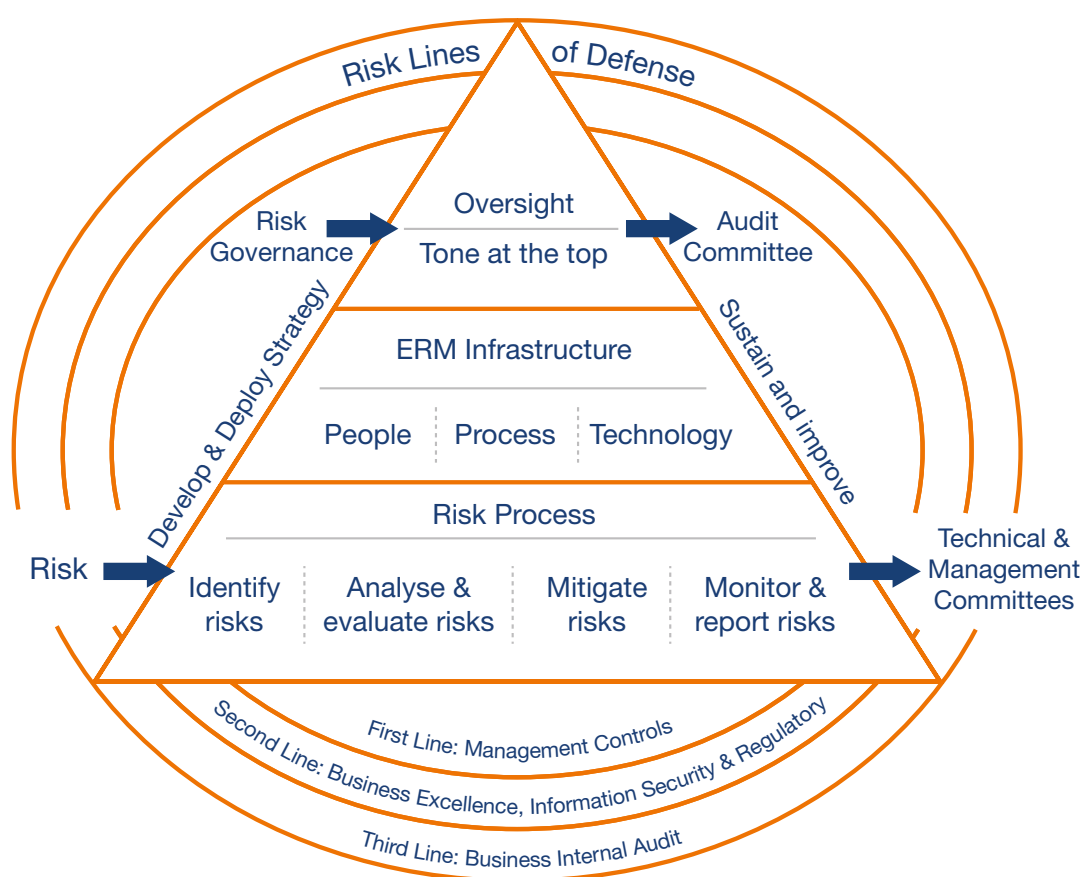 Risk Lines of Defense
Risk
Governance
Oversight
Tone at the top
Audit
Committee
Develop & Deploy Strategy
Sustain and improve
ERM Infrastructure
People
Process
Technology
Risk Process
Risk
Identify
risks
Analyse &
evaluate risks
Mitigate
risks
Monitor &
report risks
Technical &
Management
Committees
First Line: Management Controls
Second Line: Business Excellence, Information Security & Regulatory
Third Line: Business Internal Audit